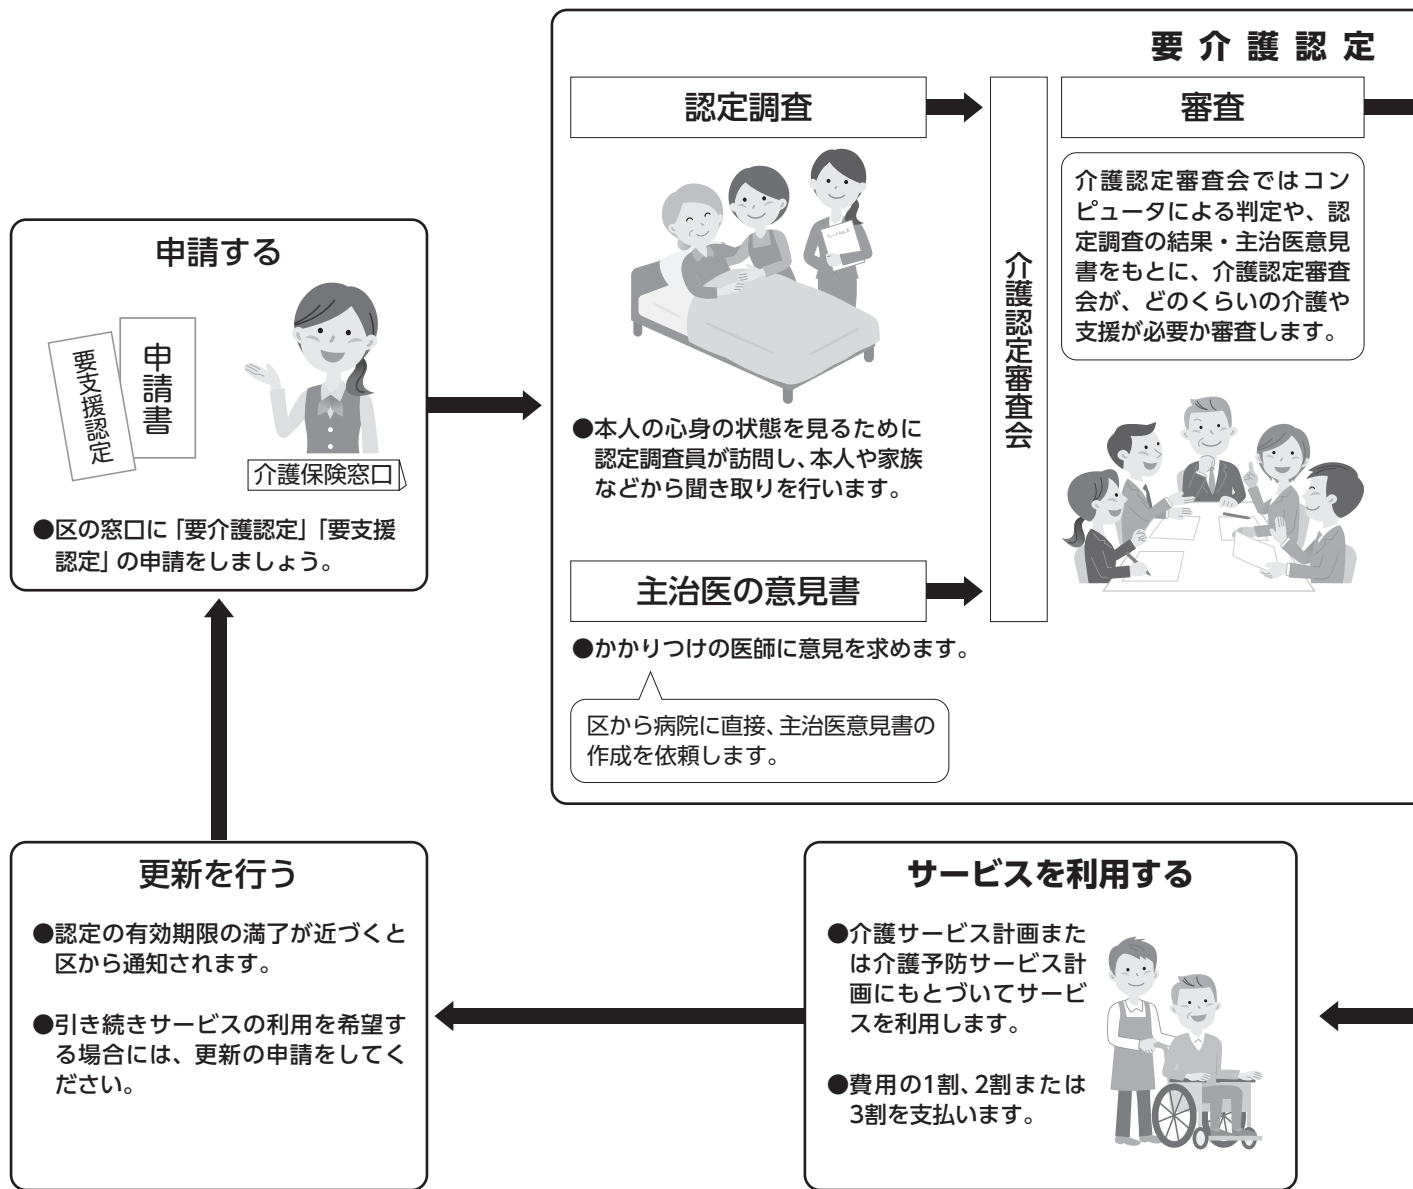 要介護認定
認定調査
審査
介護認定審査会ではコン
ピュータによる判定や、認
定調査の結果・主治医意見
書をもとに、介護認定審査
会が、どのくらいの介護や
支援が必要か審査します。
介護認定審査会
申請する
申請書
要支援認定
介護保険窓口
●区の窓口に「要介護認定」「要支援
認定」の申請をしましょう。
●本人の心身の状態を見るために
認定調査員が訪問し、本人や家族
などから聞き取りを行います。
主治医の意見書
●かかりつけの医師に意見を求めます。
区から病院に直接、主治医意見書の
作成を依頼します。
更新を行う
●認定の有効期限の満了が近づくと
区から通知されます。
●引き続きサービスの利用を希望す
る場合には、更新の申請をしてく
ださい。
サービスを利用する
●介護サービス計画また
は介護予防サービス計
画にもとづいてサービ
スを利用します。
●費用の1割、2割または
3割を支払います。